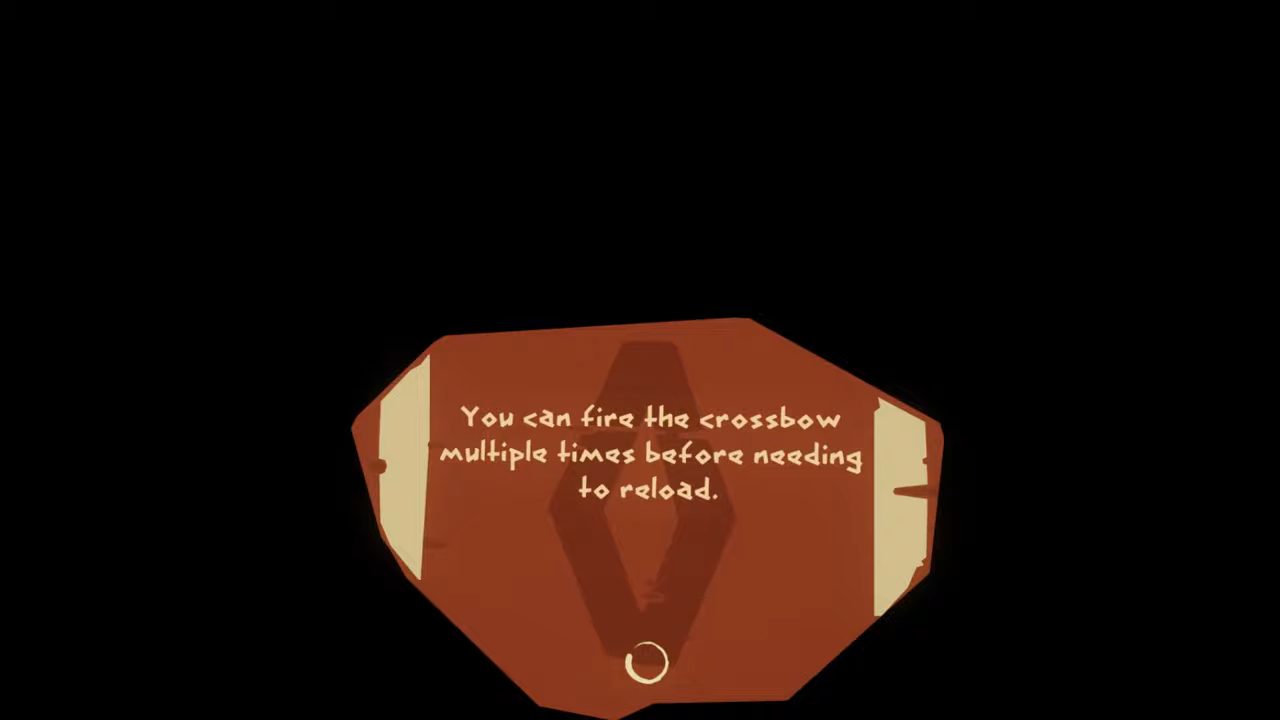 You can fire the crossbow
multiple times before needing
to reload.